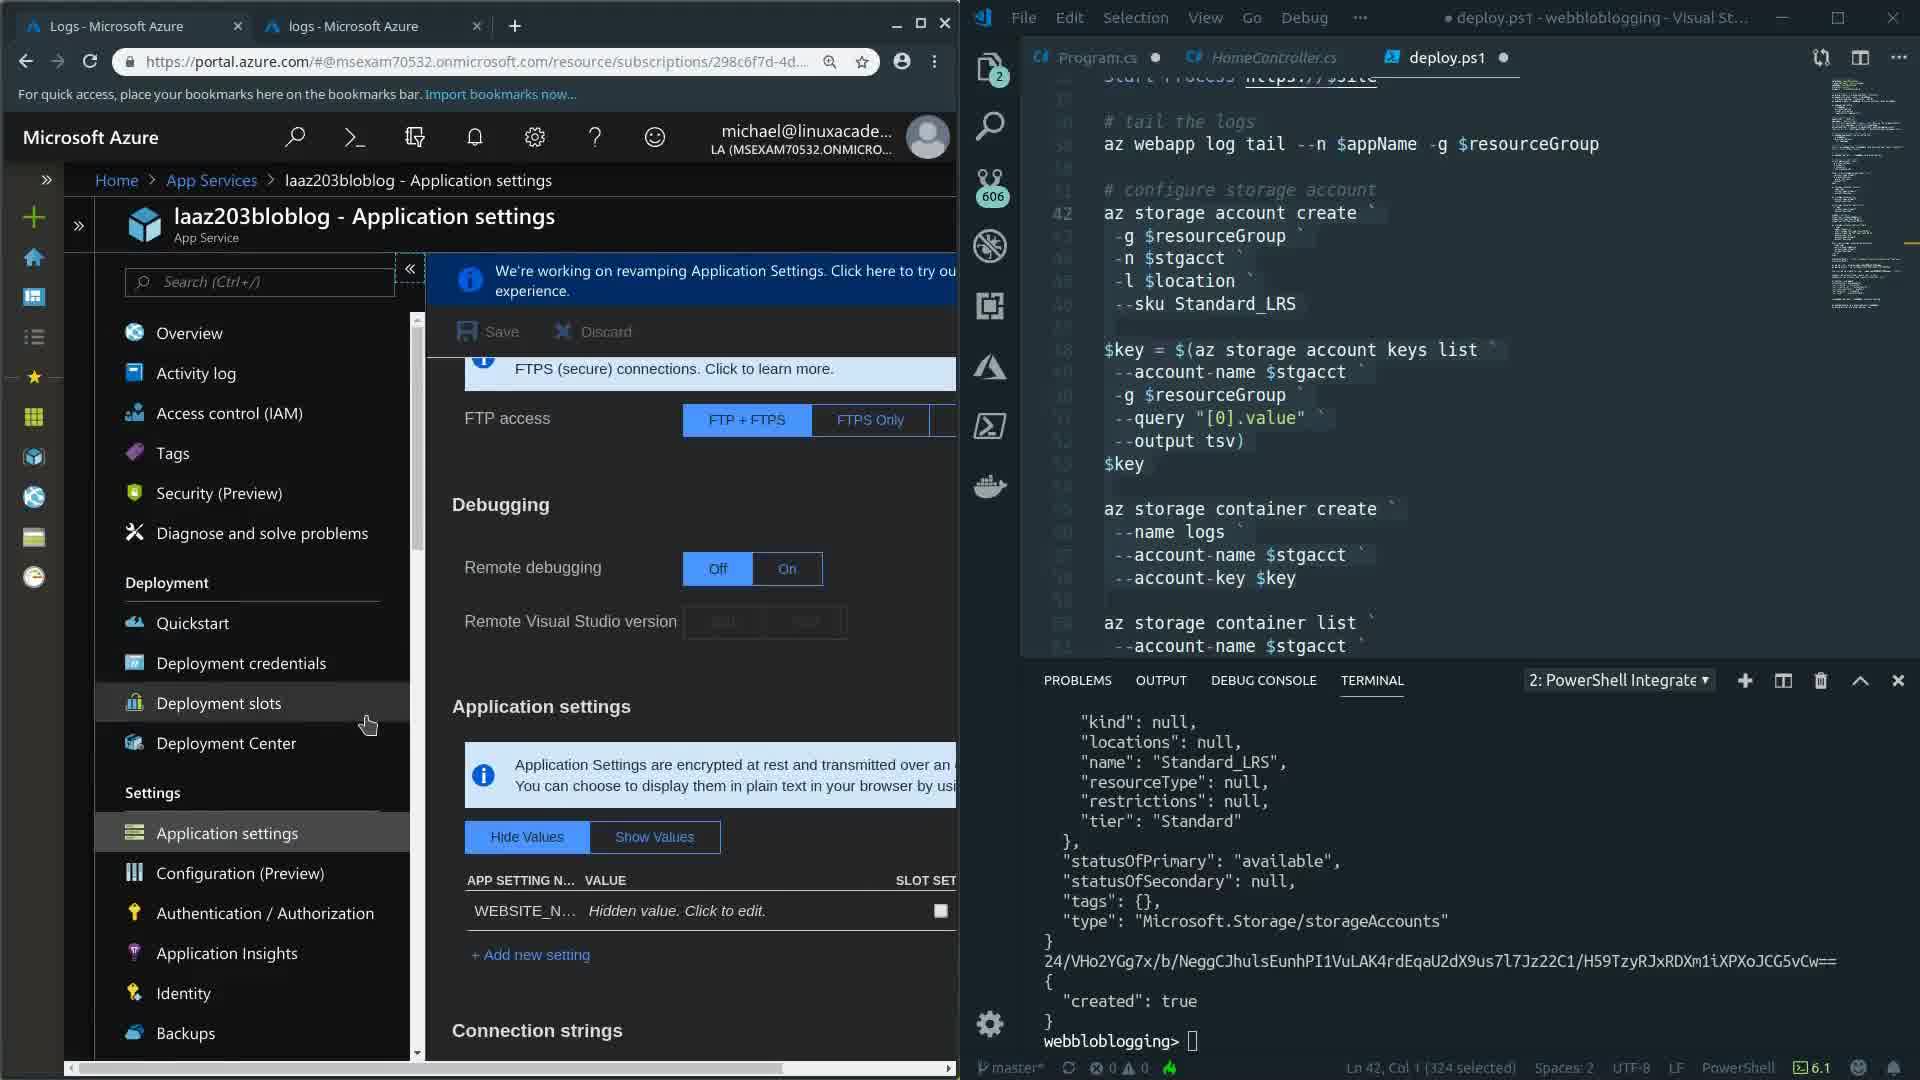 Logs - Microsoft Azure
logs - Microsoft Azure
https://portal.azure.com/#@msexam70532.onmicrosoft.com/resource/subscriptions/298c6f7d-4d...
For quick access, place your bookmarks here on the bookmarks bar. Import bookmarks now...
Microsoft Azure
michael@linuxacade...
LA (MSEXAM70532.ONMICRO...
Home > App Services > laaz203bloblog - Application settings
laaz203bloblog - Application settings
App Service
Search (Ctrl+/)
Overview
Activity log
Access control (IAM)
Tags
Security (Preview)
Diagnose and solve problems
Deployment
Quickstart
Deployment credentials
Deployment slots
Deployment Center
Settings
Application settings
Configuration (Preview)
Authentication / Authorization
Application Insights
Identity
Backups
We're working on revamping Application Settings. Click here to try ou
experience.
Save
Discard
FTPS (secure) connections. Click to learn more.
FTP access
FTP + FTPS
FTPS Only
Debugging
Remote debugging
Off
On
Remote Visual Studio version
Application settings
Application Settings are encrypted at rest and transmitted over an
You can choose to display them in plain text in your browser by usi
Hide Values
Show Values
APP SETTING N... VALUE SLOT SET
WEBSITE_N... Hidden value. Click to edit.
+ Add new setting
Connection strings
File Edit Selection View Go Debug ...
● deploy.ps1 - webbloblogging - Visual St...
Program.cs
HomeController.cs
deploy.ps1
2
606
Start-Process https://$site
# tail the logs
az webapp log tail --n $appName -g $resourceGroup
# configure storage account
42 az storage account create `
-g $resourceGroup `
-n $stgacct `
-l $location `
--sku Standard_LRS
$key = $(az storage account keys list `
--account-name $stgacct `
-g $resourceGroup `
--query "[0].value" `
--output tsv)
$key
az storage container create `
--name logs `
--account-name $stgacct `
--account-key $key
az storage container list `
--account-name $stgacct `
PROBLEMS
OUTPUT
DEBUG CONSOLE
TERMINAL
2: PowerShell Integrate
"kind": null,
"locations": null,
"name": "Standard_LRS",
"resourceType": null,
"restrictions": null,
"tier": "Standard"
},
"statusOfPrimary": "available",
"statusOfSecondary": null,
"tags": {},
"type": "Microsoft.Storage/storageAccounts"
}
24/VHo2YGg7x/b/NeggCJhulsEunhPI1VuLAK4rdEqaU2dX9us7l7Jz22C1/H59TzyRJxRDXm1iXPXoJCG5vCw==
{
"created": true
}
webbloblogging>
master*
0
0
Ln 42, Col 1 (324 selected)
Spaces: 2
UTF-8
LF
PowerShell
6.1